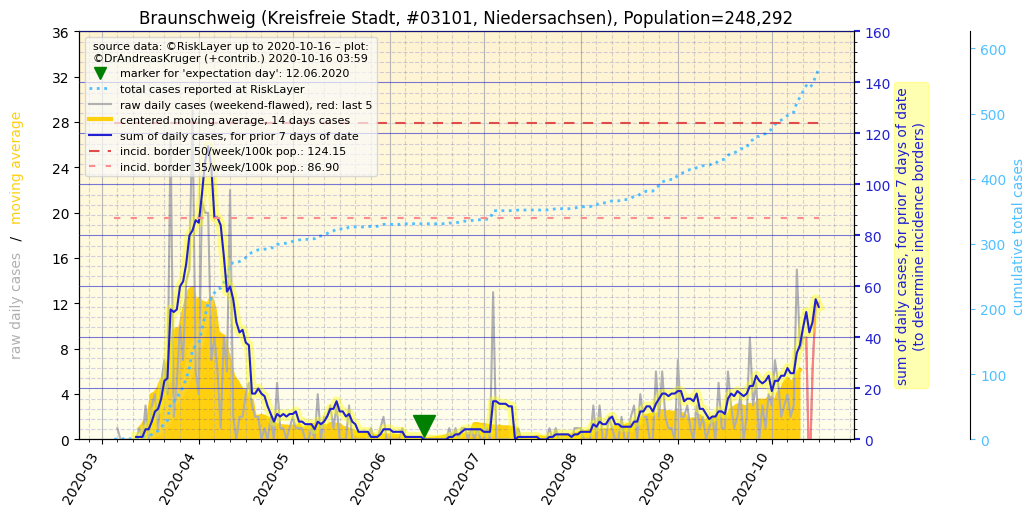 Braunschweig (Kreisfreie Stadt, #03101, Niedersachsen), Population=248,292
source data: ©RiskLayer up to 2020-10-16 – plot:
©DrAndreasKruger (+contrib.) 2020-10-16 03:59
marker for 'expectation day': 12.06.2020
total cases reported at RiskLayer
raw daily cases (weekend-flawed), red: last 5
centered moving average, 14 days cases
sum of daily cases, for prior 7 days of date
incid. border 50/week/100k pop.: 124.15
incid. border 35/week/100k pop.: 86.90
raw daily cases / moving average
36
32
28
24
20
16
12
8
4
0
2020-03
2020-04
2020-05
2020-06
2020-07
2020-08
2020-09
2020-10
160
140
120
100
80
60
40
20
0
sum of daily cases, for prior 7 days of date
(to determine incidence borders)
600
500
400
300
200
100
0
cumulative total cases